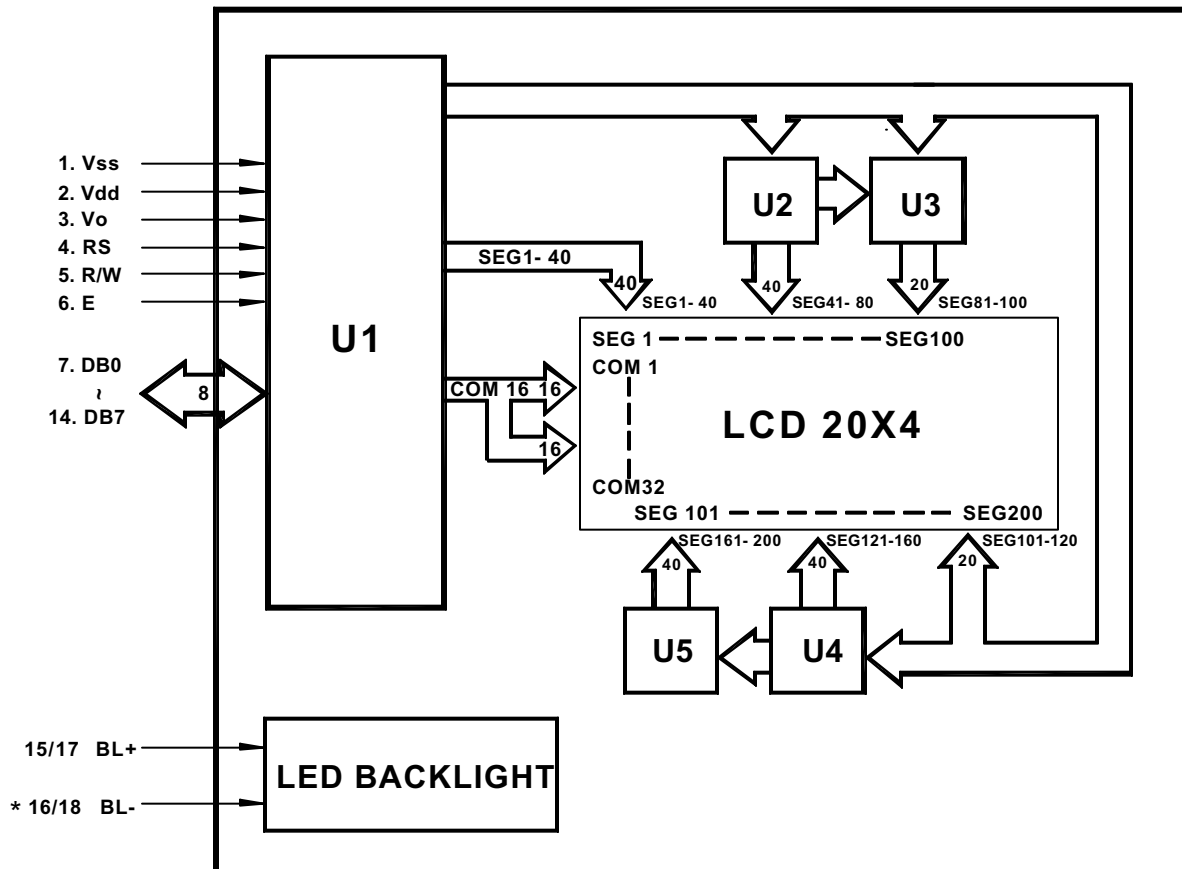 1. Vss
2. Vdd
3. Vo
4. RS
5. R/W
6. E
7. DB0
~
14. DB7
8
U1
SEG1- 40
40
SEG1- 40
COM 16 16
16
U2
U3
40
SEG41- 80
20
SEG81-100
SEG 1
SEG100
COM 1
LCD 20X4
COM32
SEG 101
SEG200
SEG161- 200
SEG121-160
SEG101-120
40
40
20
U5
U4
15/17 BL+
* 16/18 BL-
LED BACKLIGHT